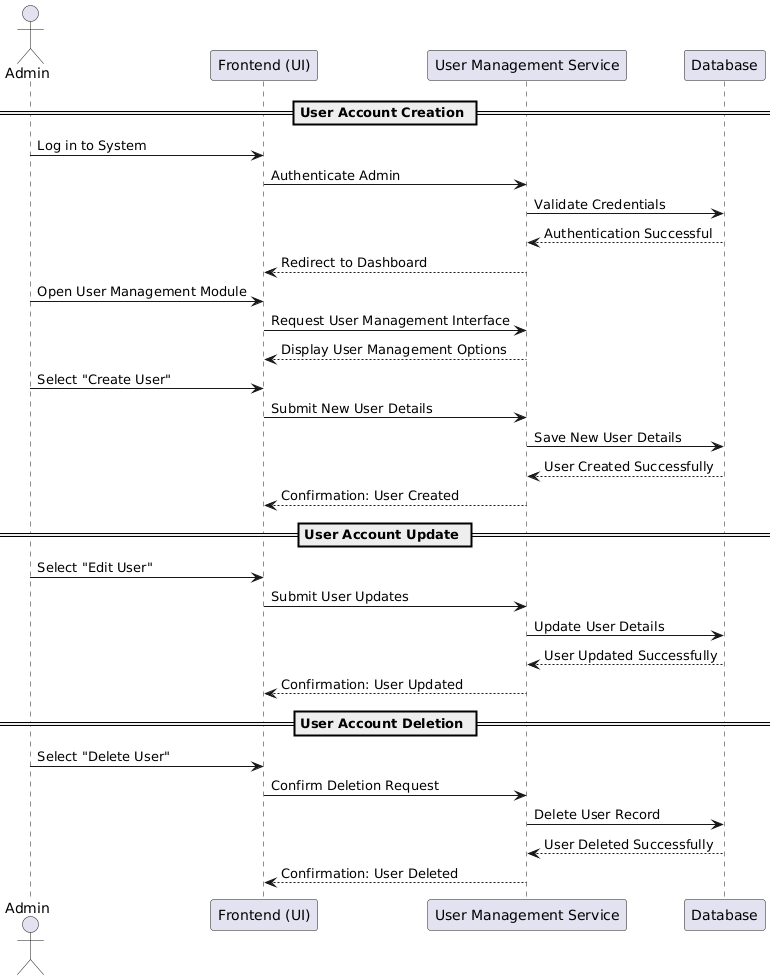 Admin
Frontend (UI)
User Management Service
Database
User Account Creation
Log in to System
Authenticate Admin
Validate Credentials
Authentication Successful
Redirect to Dashboard
Open User Management Module
Request User Management Interface
Display User Management Options
Select "Create User"
Submit New User Details
Save New User Details
User Created Successfully
Confirmation: User Created
User Account Update
Select "Edit User"
Submit User Updates
Update User Details
User Updated Successfully
Confirmation: User Updated
User Account Deletion
Select "Delete User"
Confirm Deletion Request
Delete User Record
User Deleted Successfully
Confirmation: User Deleted
Admin
Frontend (UI)
User Management Service
Database